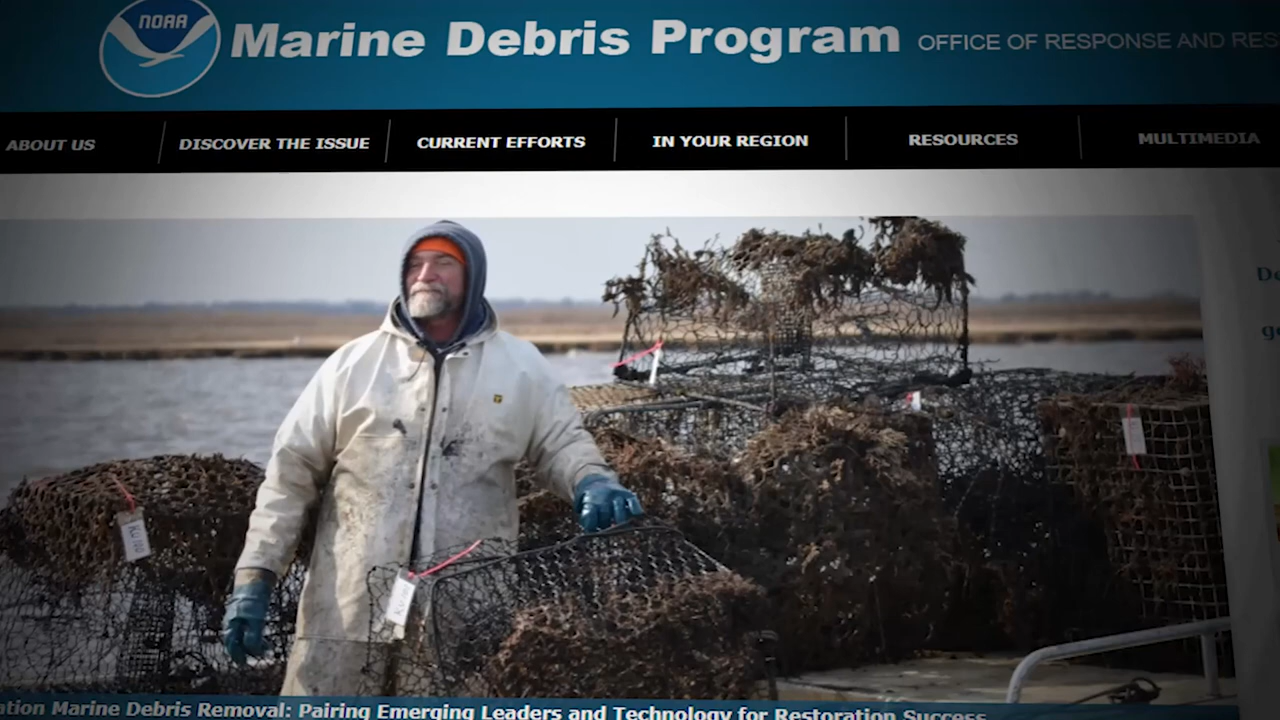 NOAA
Marine Debris Program
OFFICE OF RESPONSE AND RES
ABOUT US
DISCOVER THE ISSUE
CURRENT EFFORTS
IN YOUR REGION
RESOURCES
MULTIMEDIA
ation Marine Debris Removal: Pairing Emerging Leaders and Technology for Restoration Success